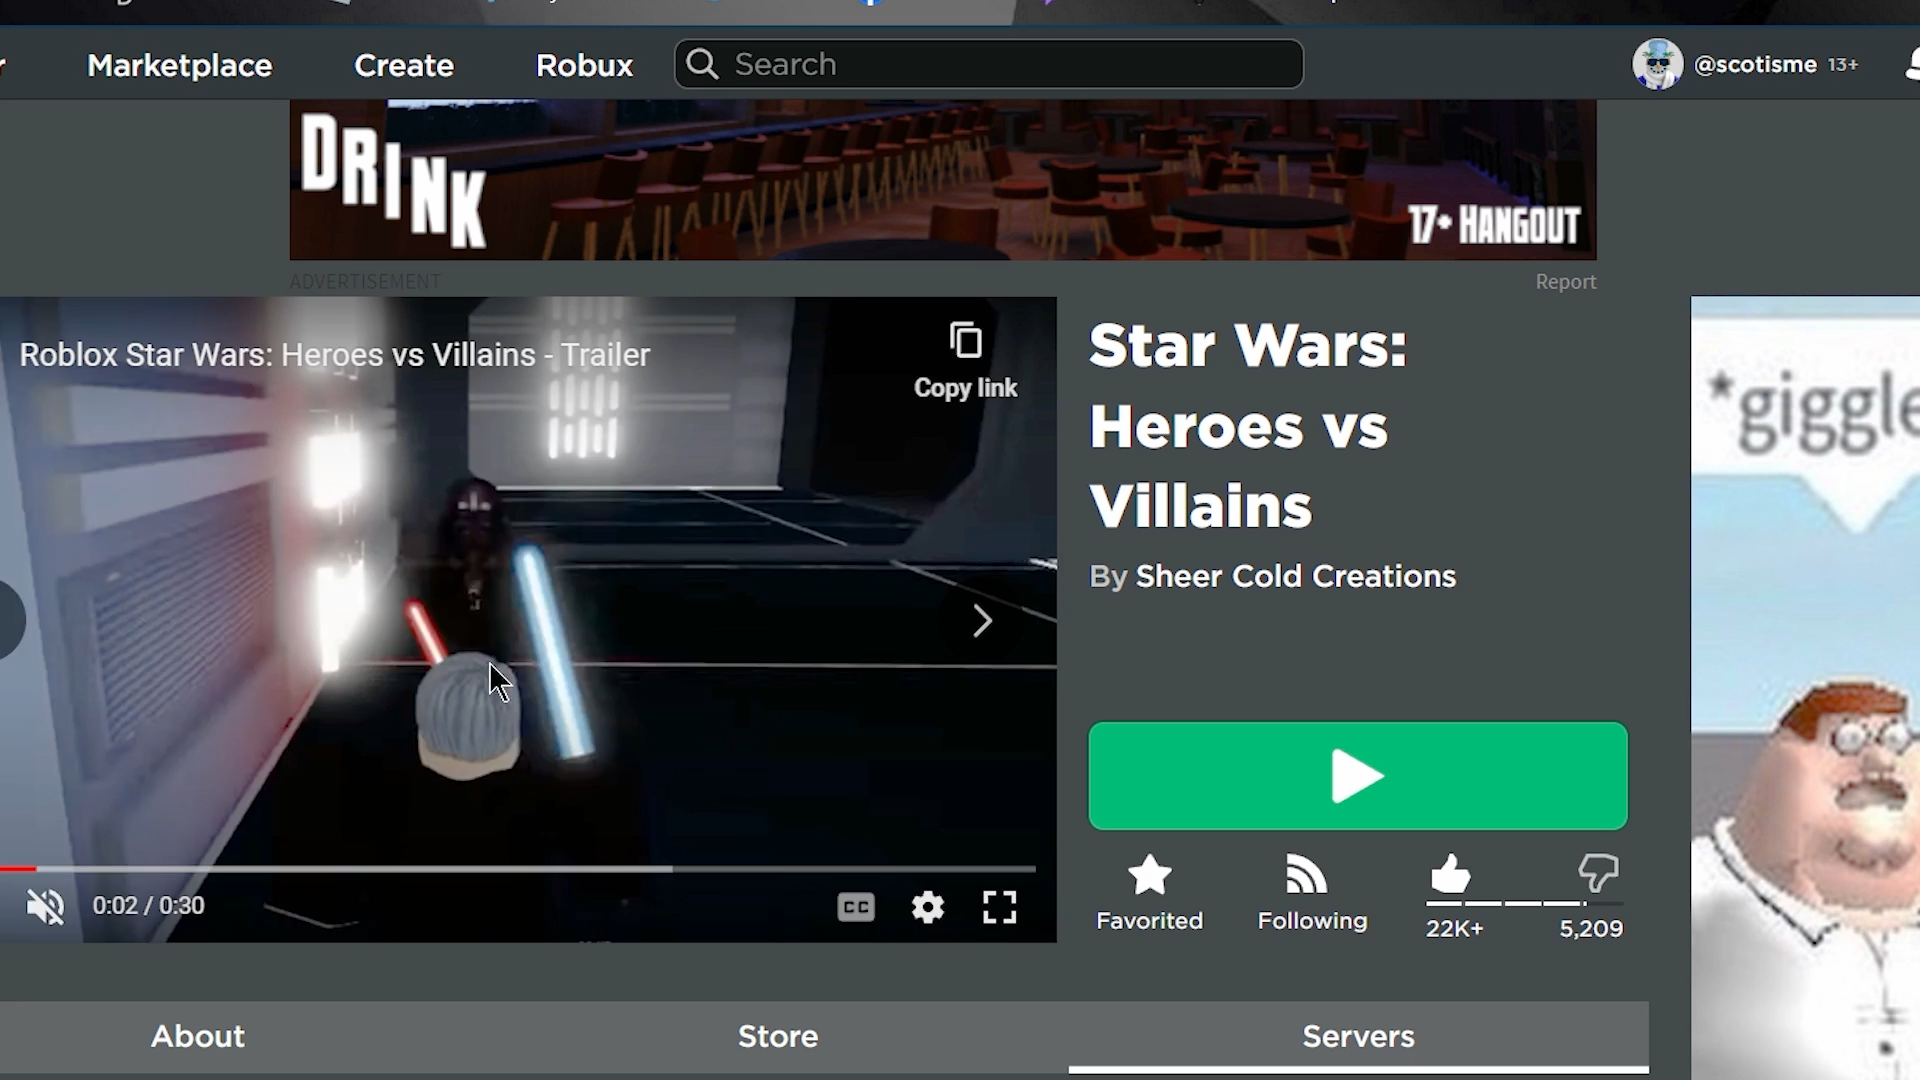 Marketplace
Create
Robux
Search
@scotisme 13+
DRINK
17+ HANGOUT
ADVERTISEMENT
Report
Roblox Star Wars: Heroes vs Villains - Trailer
Copy link
Star Wars:
Heroes vs
Villains
By Sheer Cold Creations
*giggle
0:02 / 0:30
CC
Favorited
Following
22K+
5,209
About
Store
Servers